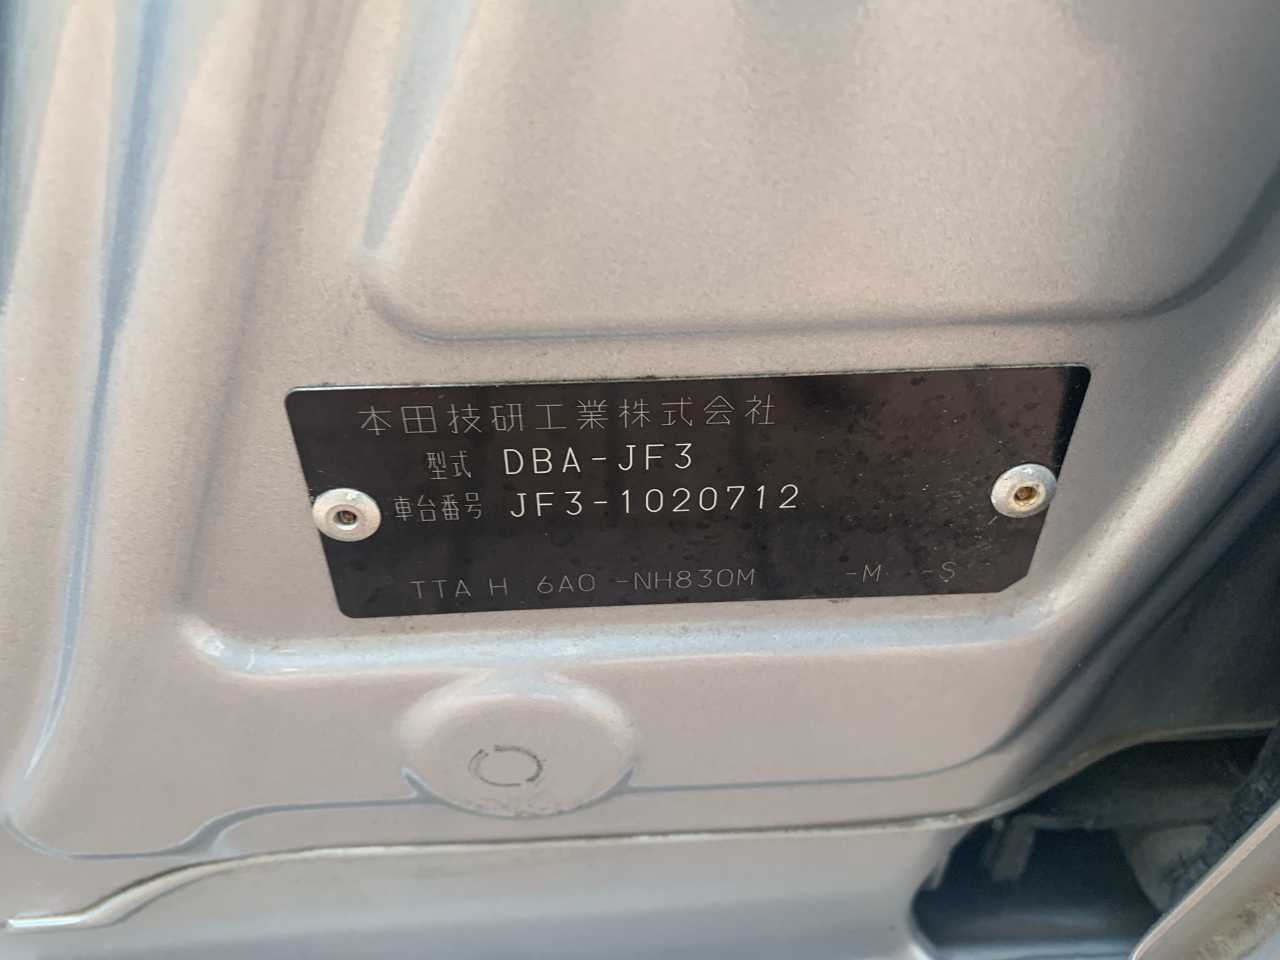 本田技研工業株式会社
型式 DBA-JF3
車台番号 JF3-1020712
TTA H 6AO -NH830M -M -S